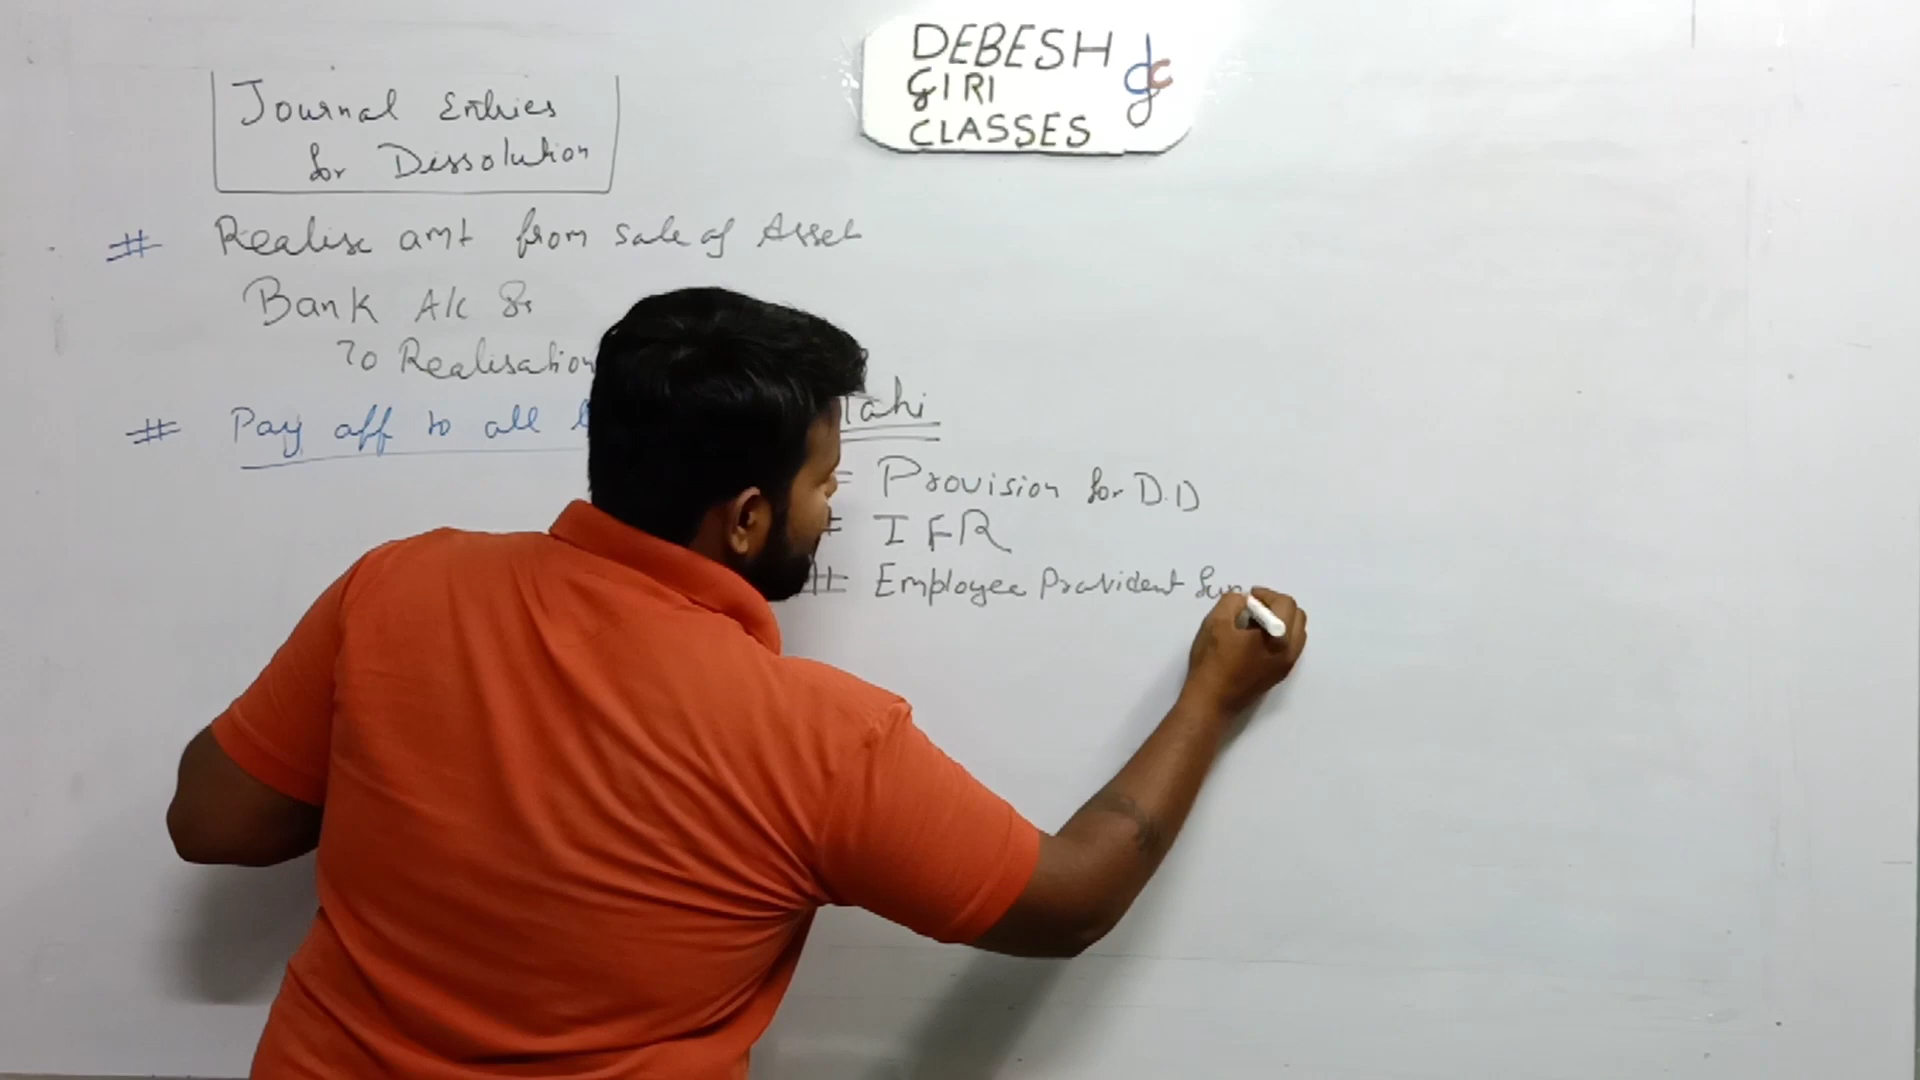 DEBESH
GIRI
CLASSES
Journal Entries
for Dissolution
# Realise amt from sale of Asset
Bank A/c Dr
To Realisation
# Pay off to all
Provision for D.D
# IFR
# Employee Provident